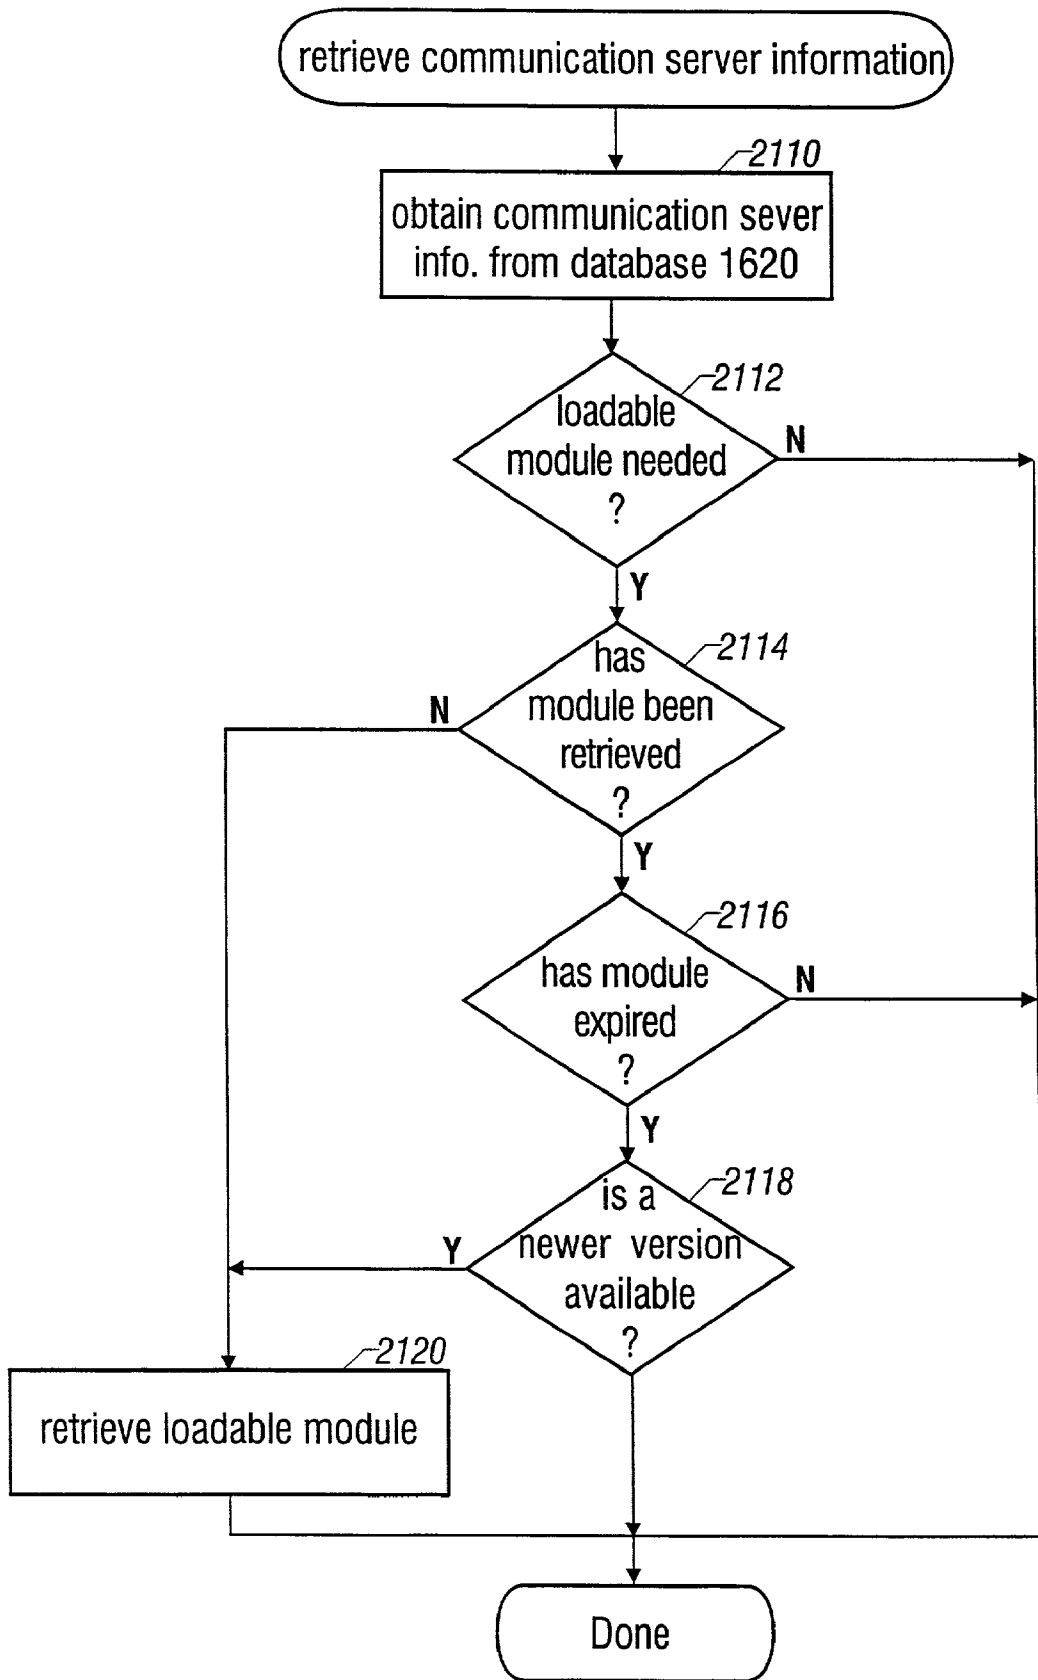 retrieve communication server information
2110
obtain communication sever
info. from database 1620
2112
loadable
module needed
?
N
Y
2114
has
module been
retrieved
?
N
Y
2116
has module
expired
?
N
Y
2118
is a
newer version
available
?
Y
2120
retrieve loadable module
Done